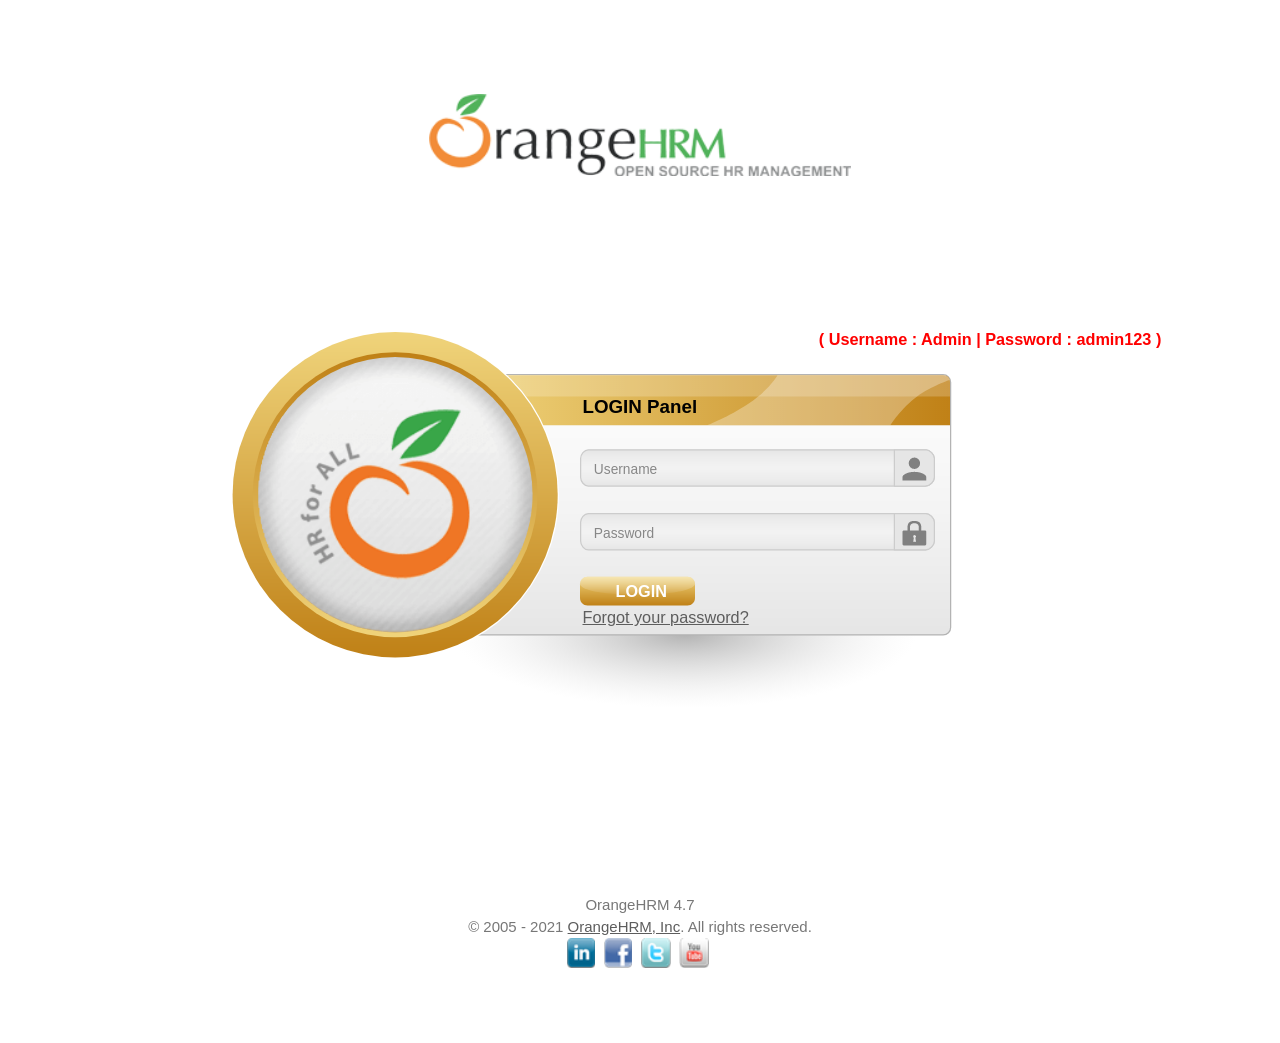 OrangeHRM
OPEN SOURCE HR MANAGEMENT
( Username : Admin | Password : admin123 )
LOGIN Panel
HR for ALL
Username
Password
LOGIN
Forgot your password?
OrangeHRM 4.7
© 2005 - 2021 OrangeHRM, Inc. All rights reserved.
in f t You Tube